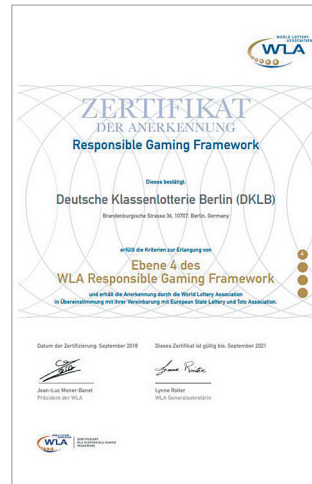 WORLD LOTTERY
ASSOCIATION
WLA
ZERTIFIKAT
DER ANERKENNUNG
Responsible Gaming Framework
Dieses bestätigt
Deutsche Klassenlotterie Berlin (DKLB)
Brandenburgische Strasse 36, 10707, Berlin, Germany
erfüllt die Kriterien zur Erlangung von
Ebene 4 des
WLA Responsible Gaming Framework
4
und erhält die Anerkennung durch die World Lottery Association
in Übereinstimmung mit ihrer Vereinbarung mit European State Lottery und Toto Association.
Datum der Zertifizierung: September 2018
Dieses Zertifikat ist gültig bis: September 2021
Jean-Luc Moner-Banet
Präsident der WLA
Lynne Roiter
WLA Generalsekretärin
WLA